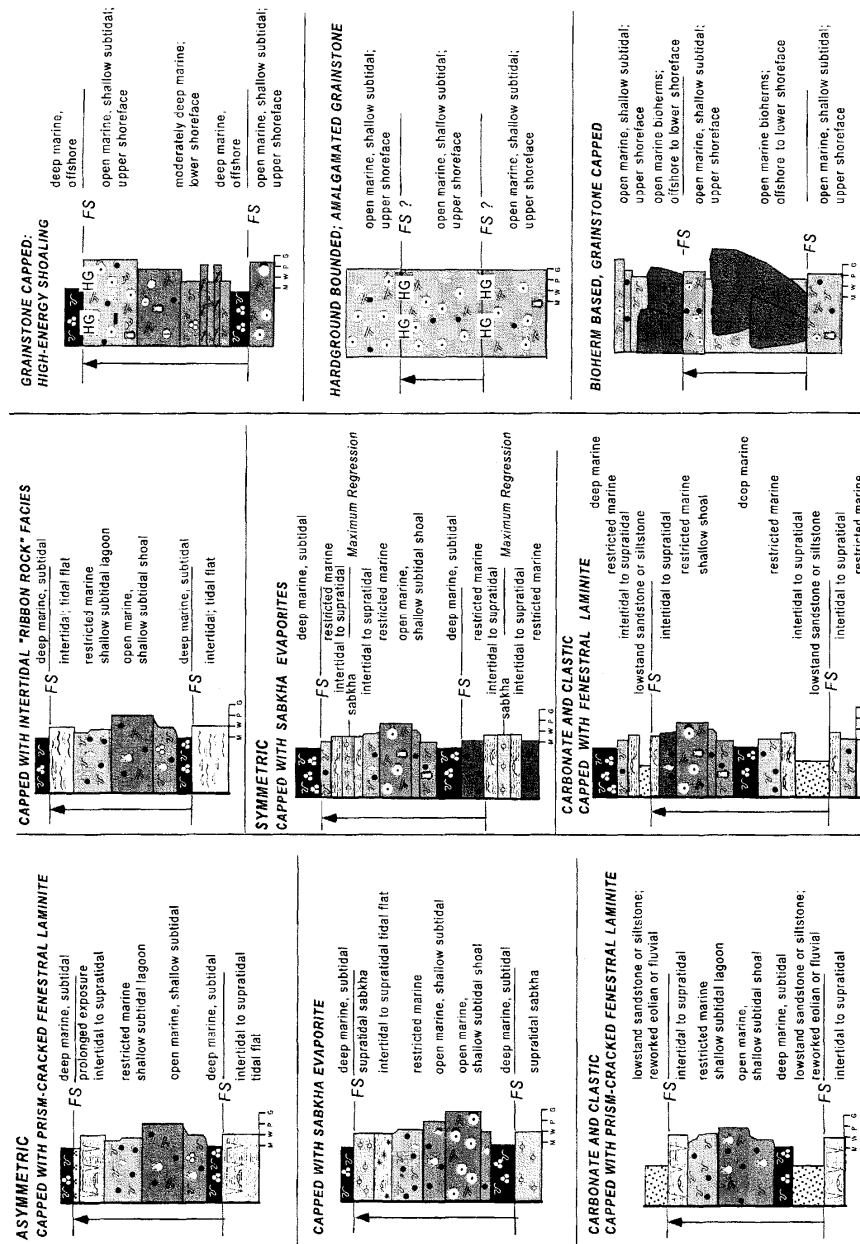 ASYMMETRIC
CAPPED WITH PRISM-CRACKED FENESTRAL LAMINITE
deep marine, subtidal
FS
prolonged exposure
intertidal to supratidal
restricted marine
shallow subtidal lagoon
open marine, shallow subtidal
deep marine, subtidal
FS
intertidal to supratidal
tidal flat
M W P G
CAPPED WITH SABKHA EVAPORITE
deep marine, subtidal
FS
supratidal sabkha
intertidal to supratidal tidal flat
restricted marine
open marine, shallow subtidal
open marine,
shallow subtidal shoal
deep marine, subtidal
FS
supratidal sabkha
M W P G
CARBONATE AND CLASTIC
CAPPED WITH PRISM-CRACKED FENESTRAL LAMINITE
lowstand sandstone or siltstone;
reworked eolian or fluvial
FS
intertidal to supratidal
restricted marine
shallow subtidal lagoon
open marine,
shallow subtidal shoal
deep marine, subtidal
lowstand sandstone or siltstone;
reworked eolian or fluvial
FS
intertidal to supratidal
M W P G
CAPPED WITH INTERTIDAL "RIBBON ROCK" FACIES
deep marine, subtidal
FS
intertidal; tidal flat
restricted marine
shallow subtidal lagoon
open marine,
shallow subtidal shoal
deep marine, subtidal
FS
intertidal; tidal flat
M W P G
SYMMETRIC
CAPPED WITH SABKHA EVAPORITES
deep marine, subtidal
FS
restricted marine
intertidal to supratidal
sabkha Maximum Regression
intertidal to supratidal
restricted marine
open marine,
shallow subtidal shoal
deep marine, subtidal
FS
restricted marine
intertidal to supratidal
sabkha Maximum Regression
intertidal to supratidal
restricted marine
M W P G
CARBONATE AND CLASTIC
CAPPED WITH FENESTRAL LAMINITE
deep marine
restricted marine
intertidal to supratidal
lowstand sandstone or siltstone
FS
intertidal to supratidal
restricted marine
shallow shoal
deep marine
restricted marine
intertidal to supratidal
lowstand sandstone or siltstone
FS
intertidal to supratidal
restricted marine
GRAINSTONE CAPPED:
HIGH-ENERGY SHOALING
deep marine,
offshore
FS
HG HG
open marine, shallow subtidal;
upper shoreface
moderately deep marine;
lower shoreface
deep marine,
offshore
FS
open marine, shallow subtidal;
upper shoreface
M W P G
HARDGROUND BOUNDED; AMALGAMATED GRAINSTONE
open marine, shallow subtidal;
upper shoreface
FS ?
HG HG
open marine, shallow subtidal;
upper shoreface
FS ?
HG HG
open marine, shallow subtidal;
upper shoreface
M W P G
BIOHERM BASED, GRAINSTONE CAPPED
open marine, shallow subtidal;
upper shoreface
open marine bioherms;
offshore to lower shoreface
FS
open marine, shallow subtidal;
upper shoreface
open marine bioherms;
offshore to lower shoreface
FS
open marine, shallow subtidal;
upper shoreface
M W P G